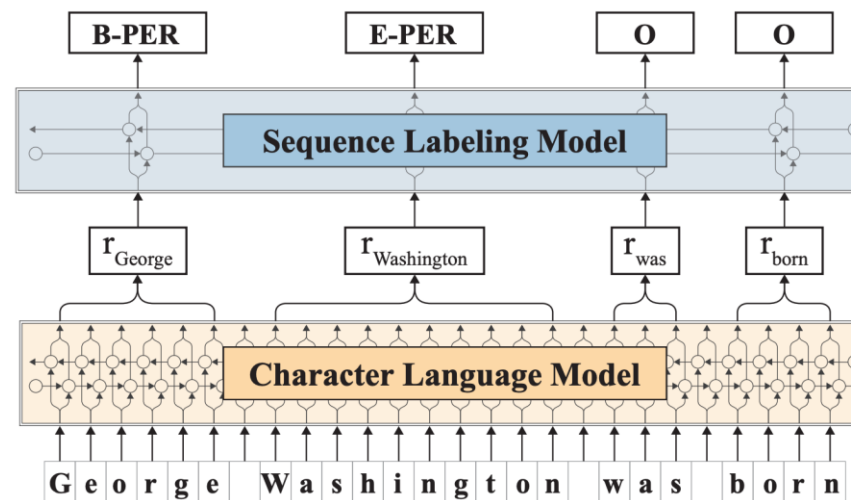 B-PER E-PER O O
Sequence Labeling Model
rGeorge rWashington rwas rborn
Character Language Model
G e o r g e W a s h i n g t o n w a s b o r n